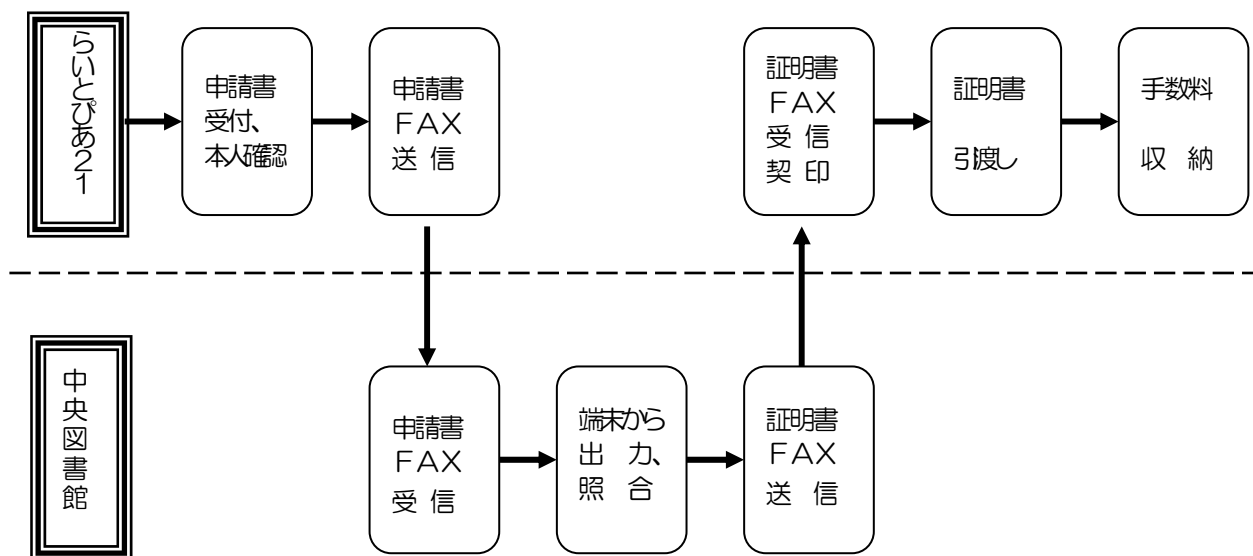 らいとぴあ２１
申請書
受付、
本人確認
申請書
ＦＡＸ
送 信
証明書
ＦＡＸ
受 信
契 印
証明書
引渡し
手数料
収 納
中央図書館
申請書
ＦＡＸ
受 信
端末から
出 力、
照 合
証明書
ＦＡＸ
送 信